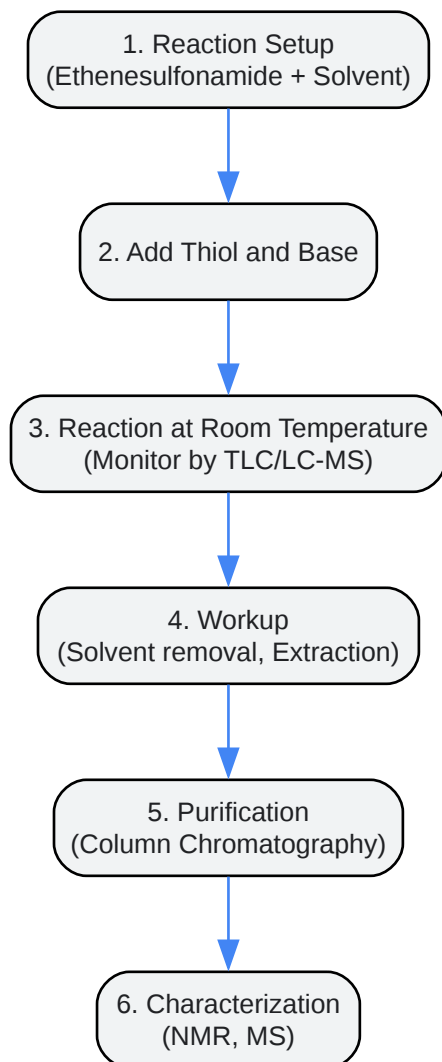 1. Reaction Setup
(Ethenesulfonamide + Solvent)
2. Add Thiol and Base
3. Reaction at Room Temperature
(Monitor by TLC/LC-MS)
4. Workup
(Solvent removal, Extraction)
5. Purification
(Column Chromatography)
6. Characterization
(NMR, MS)